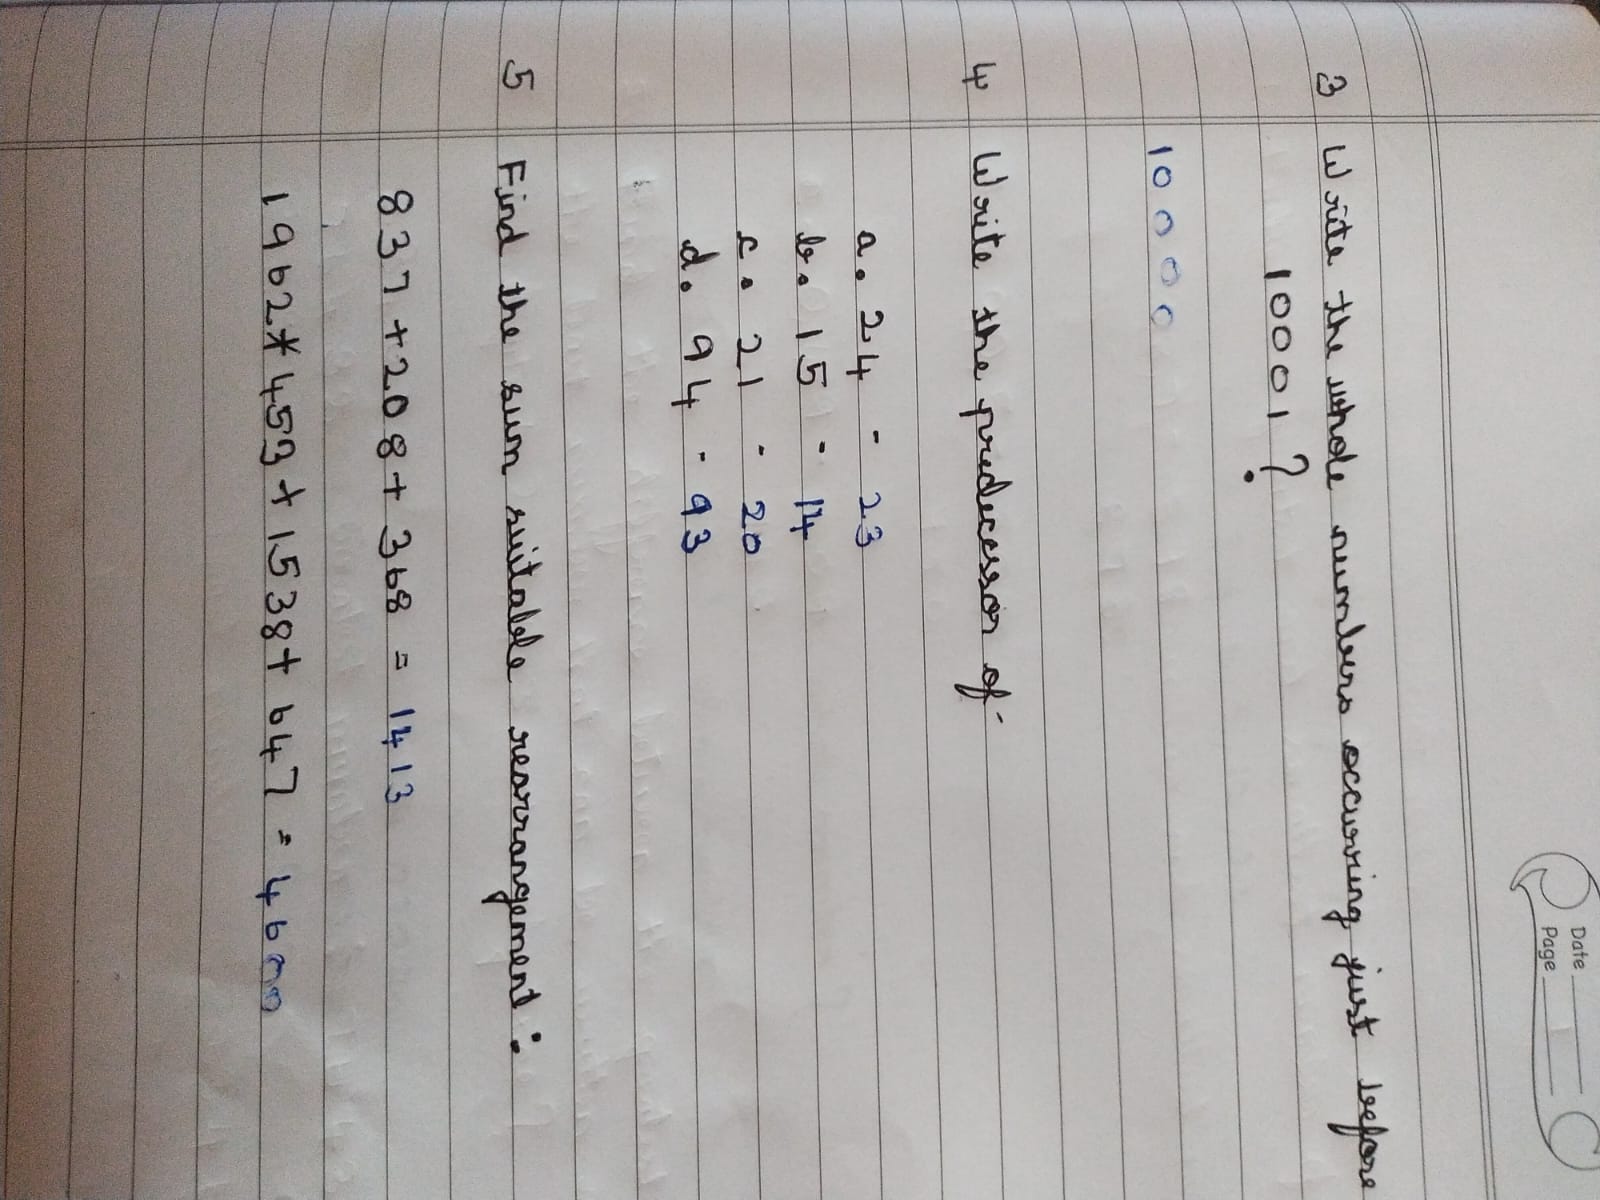 Date
Page
3 Write the whole numbers occurring just before
10001 ?
10000
4 Write the predecessor of-
a. 24 - 23
b. 15 - 14
c. 21 - 20
d. 94 - 93
5 Find the sum suitable rearrangement :
837 + 208 + 368 = 1413
1962* 453 + 1538 + 647 = 4600